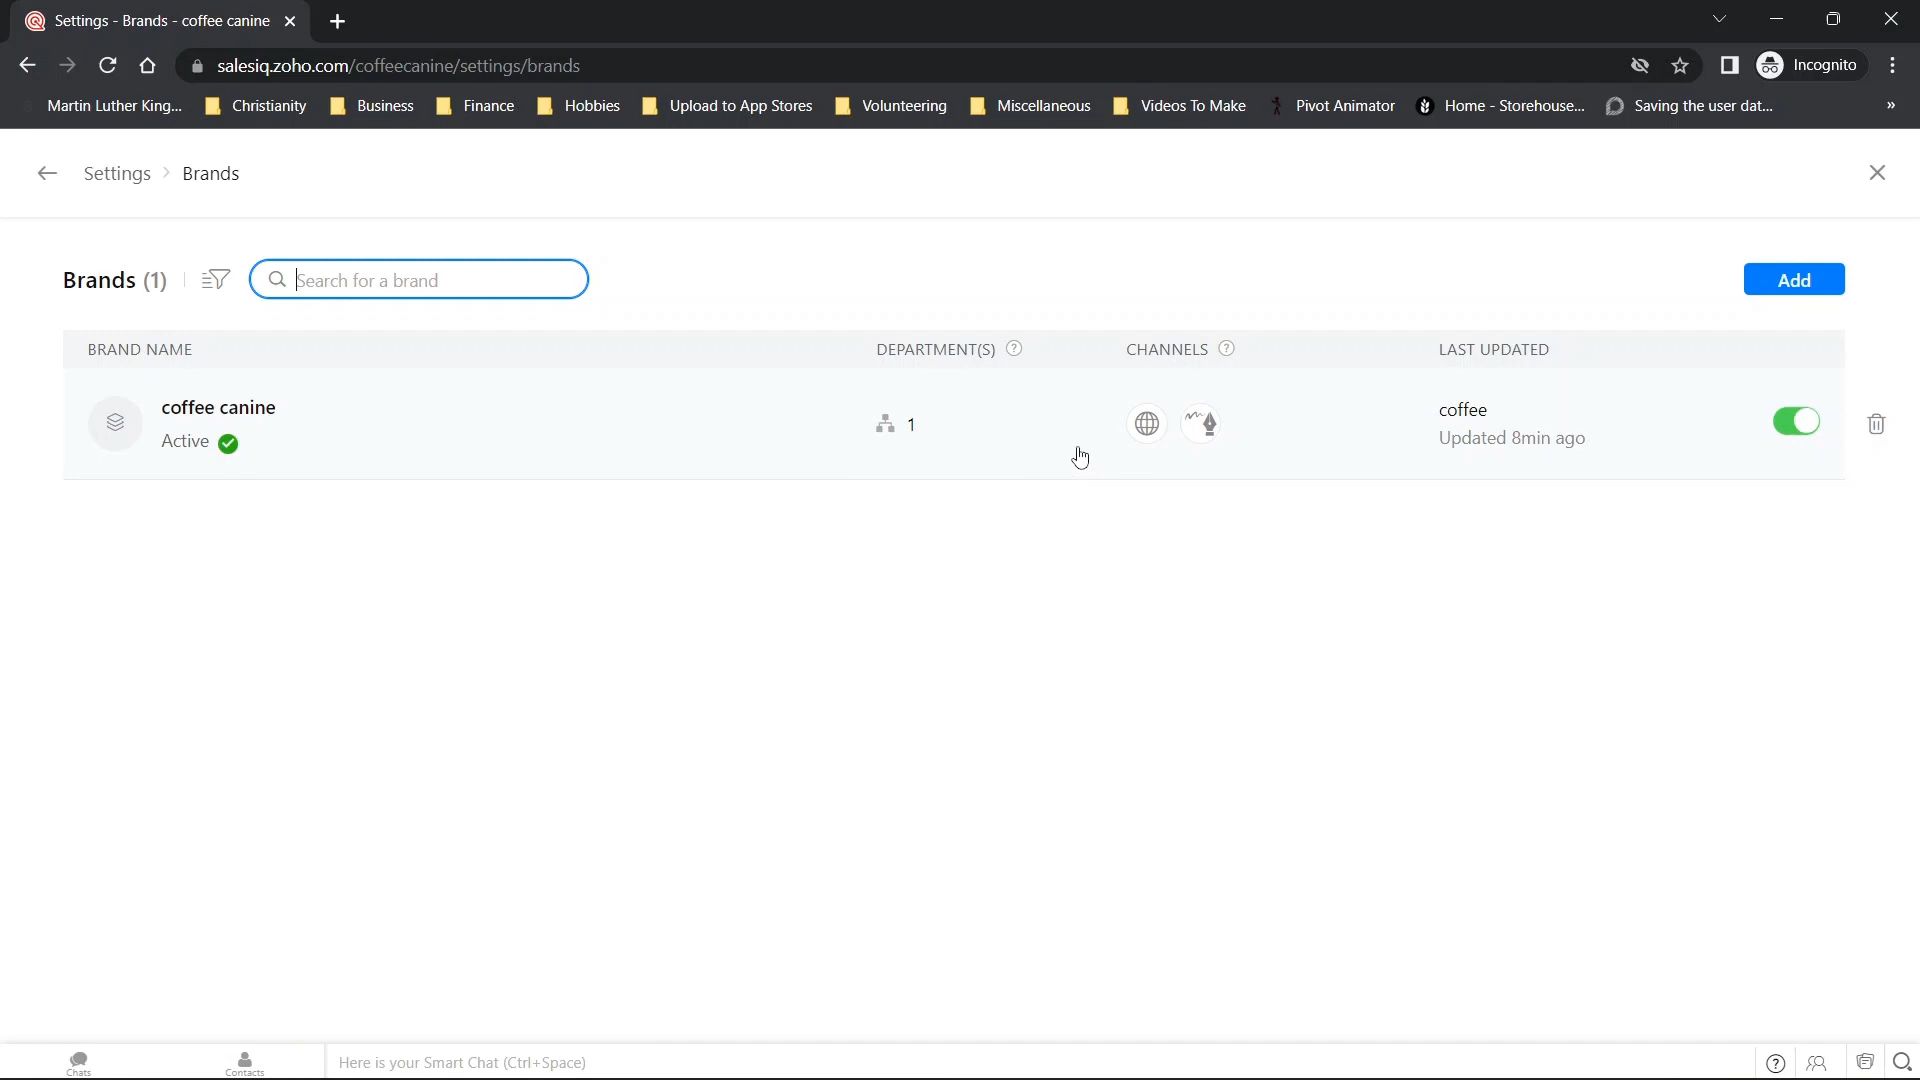 Settings - Brands - coffee canine
salesiq.zoho.com/coffeecanine/settings/brands
Incognito
Martin Luther King...
Christianity
Business
Finance
Hobbies
Upload to App Stores
Volunteering
Miscellaneous
Videos To Make
Pivot Animator
Home - Storehouse...
Saving the user dat...
»
Settings > Brands
Brands (1)
Search for a brand
Add
BRAND NAME
DEPARTMENT(S) ?
CHANNELS ?
LAST UPDATED
coffee canine
Active
1
coffee
Updated 8min ago
Chats
Contacts
Here is your Smart Chat (Ctrl+Space)
?